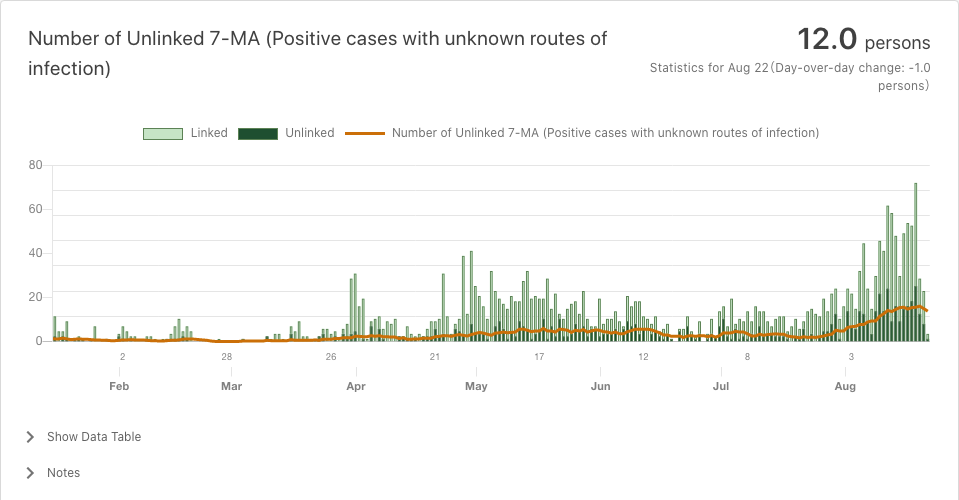 Number of Unlinked 7-MA (Positive cases with unknown routes of
infection)
12.0 persons
Statistics for Aug 22(Day-over-day change: -1.0
persons)
Linked Unlinked Number of Unlinked 7-MA (Positive cases with unknown routes of infection)
80
60
40
20
0
2 28 26 21 17 12 8 3
Feb Mar Apr May Jun Jul Aug
Show Data Table
Notes